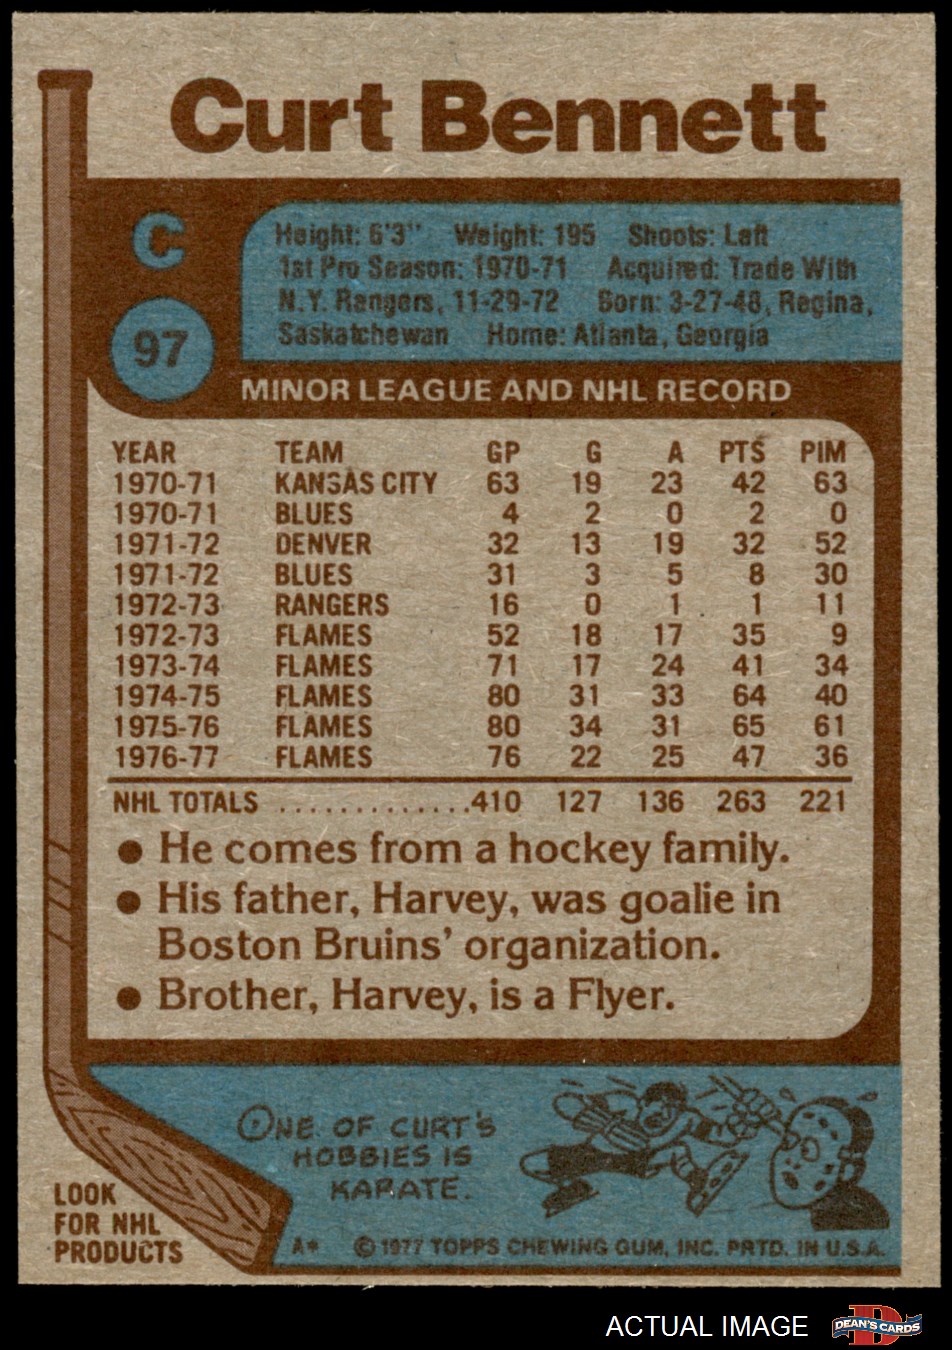 Curt Bennett
C
97
Height: 6'3" Weight: 195 Shoots: Left
1st Pro Season: 1970-71 Acquired: Trade With
N.Y. Rangers, 11-29-72 Born: 3-27-48, Regina,
Saskatchewan Home: Atlanta, Georgia
MINOR LEAGUE AND NHL RECORD
YEAR TEAM GP G A PTS PIM
1970-71 KANSAS CITY 63 19 23 42 63
1970-71 BLUES 4 2 0 2 0
1971-72 DENVER 32 13 19 32 52
1971-72 BLUES 31 3 5 8 30
1972-73 RANGERS 16 0 1 1 11
1972-73 FLAMES 52 18 17 35 9
1973-74 FLAMES 71 17 24 41 34
1974-75 FLAMES 80 31 33 64 40
1975-76 FLAMES 80 34 31 65 61
1976-77 FLAMES 76 22 25 47 36
NHL TOTALS .............410 127 136 263 221
● He comes from a hockey family.
● His father, Harvey, was goalie in
Boston Bruins' organization.
● Brother, Harvey, is a Flyer.
ONE OF CURT'S
HOBBIES IS
KARATE.
LOOK
FOR NHL
PRODUCTS
A* © 1977 TOPPS CHEWING GUM, INC. PRTD. IN U.S.A.
ACTUAL IMAGE
D
DEAN'S CARDS